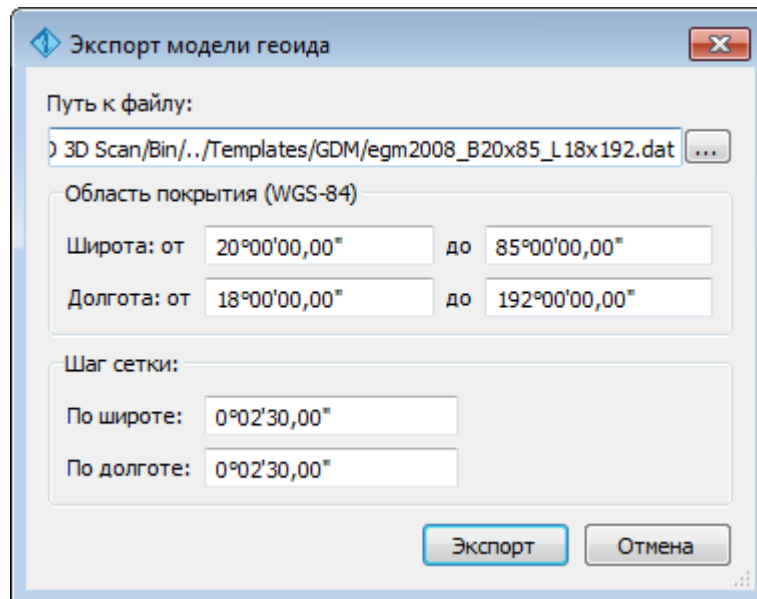 Экспорт модели геоида
Путь к файлу:
3D Scan/Bin/../Templates/GDM/egm2008_B20x85_L18x192.dat ...
Область покрытия (WGS-84)
Широта: от 20°00'00,00" до 85°00'00,00"
Долгота: от 18°00'00,00" до 192°00'00,00"
Шаг сетки:
По широте: 0°02'30,00"
По долготе: 0°02'30,00"
Экспорт Отмена